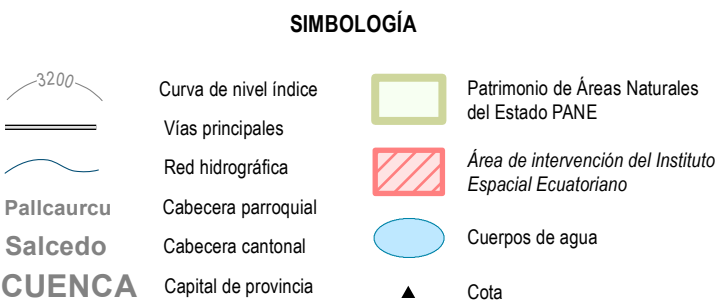 SIMBOLOGÍA
3200
Curva de nivel índice
Vías principales
Red hidrográfica
Pallcaurcu
Cabecera parroquial
Salcedo
Cabecera cantonal
CUENCA
Capital de provincia
Patrimonio de Áreas Naturales
del Estado PANE
Área de intervención del Instituto
Espacial Ecuatoriano
Cuerpos de agua
Cota